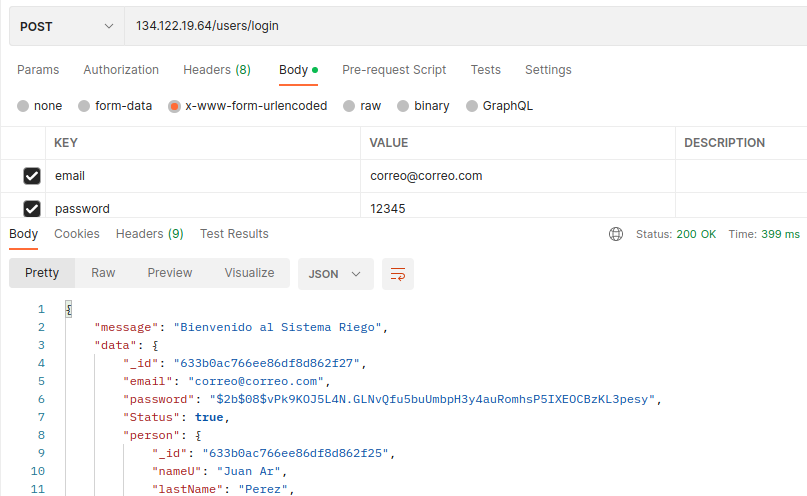 POST 134.122.19.64/users/login
Params Authorization Headers (8) Body Pre-request Script Tests Settings
none form-data x-www-form-urlencoded raw binary GraphQL
KEY VALUE DESCRIPTION
email correo@correo.com
password 12345
Body Cookies Headers (9) Test Results Status: 200 OK Time: 399 ms
Pretty Raw Preview Visualize JSON
1 {
2 "message": "Bienvenido al Sistema Riego",
3 "data": {
4 "_id": "633b0ac766ee86df8d862f27",
5 "email": "correo@correo.com",
6 "password": "$2b$08$vPk9KOJ5L4N.GLNvQfu5buUmbpH3y4auRomhsP5IXEOCBzKL3pesy",
7 "Status": true,
8 "person": {
9 "_id": "633b0ac766ee86df8d862f25",
10 "nameU": "Juan Ar",
11 "lastName": "Perez",